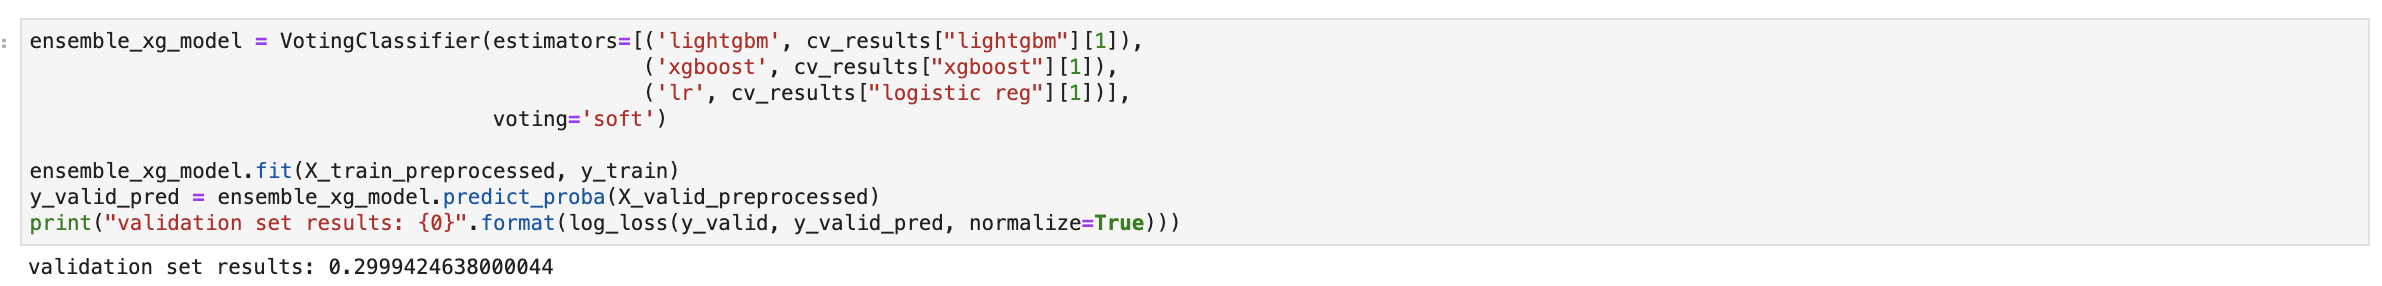 ensemble_xg_model = VotingClassifier(estimators=[('lightgbm', cv_results["lightgbm"][1]),
('xgboost', cv_results["xgboost"][1]),
('lr', cv_results["logistic reg"][1])],
voting='soft')
ensemble_xg_model.fit(X_train_preprocessed, y_train)
y_valid_pred = ensemble_xg_model.predict_proba(X_valid_preprocessed)
print("validation set results: {0}".format(log_loss(y_valid, y_valid_pred, normalize=True)))
validation set results: 0.2999424638000044